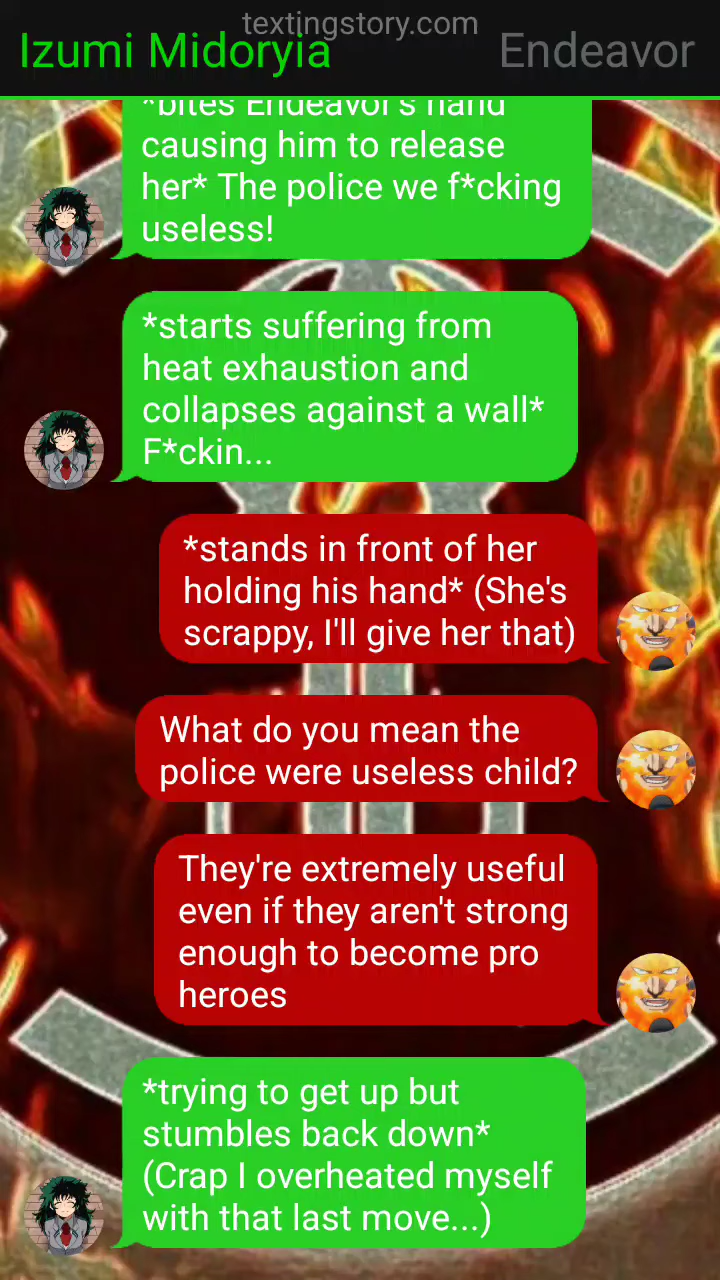 textingstory.com
Izumi Midoryia
Endeavor
*bites Endeavor's hand
causing him to release
her* The police we f*cking
useless!
*starts suffering from
heat exhaustion and
collapses against a wall*
F*ckin...
*stands in front of her
holding his hand* (She's
scrappy, I'll give her that)
What do you mean the
police were useless child?
They're extremely useful
even if they aren't strong
enough to become pro
heroes
*trying to get up but
stumbles back down*
(Crap I overheated myself
with that last move...)